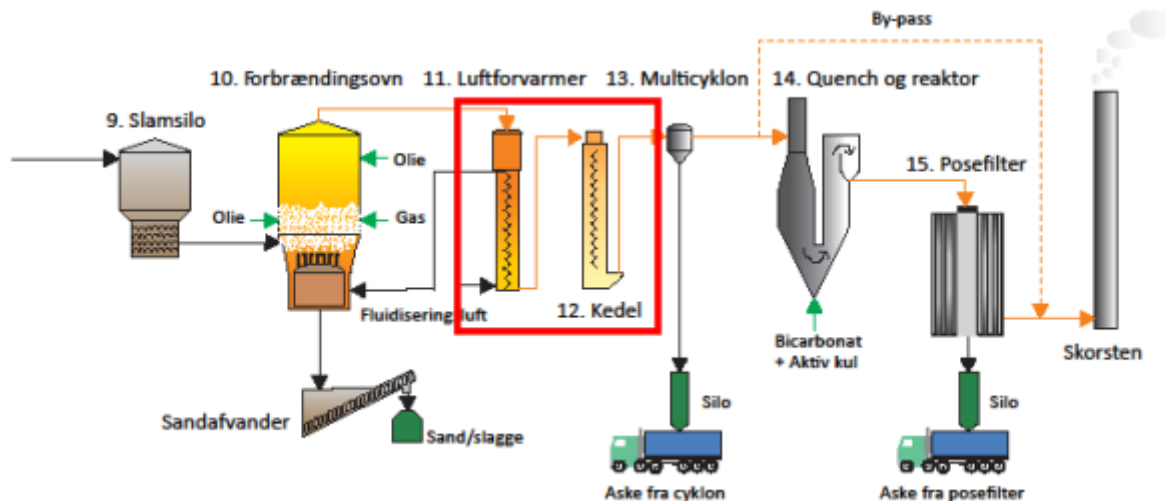 By-pass
10. Forbrændingsovn
11. Luftforvarmer
13. Multicyklon
14. Quench og reaktor
9. Slamsilo
Olie
15. Posefilter
Olie
Gas
Fluidiseringsluft
12. Kedel
Bicarbonat
+ Aktiv kul
Skorsten
Sandafvander
Sand/slagge
Silo
Silo
Aske fra cyklon
Aske fra posefilter